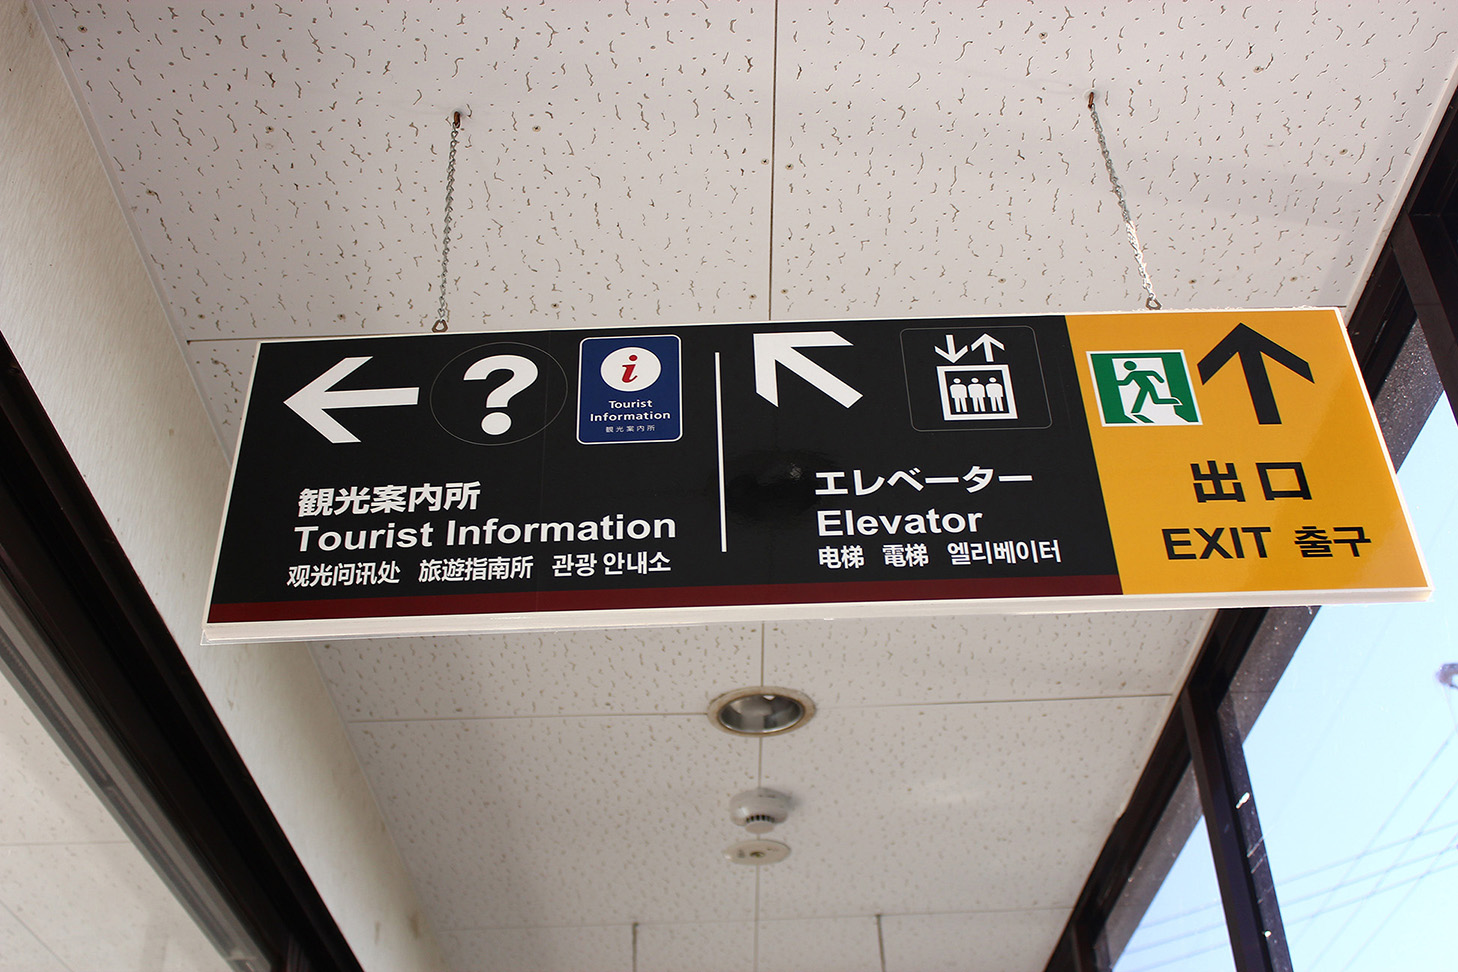 ?
i
Tourist
Information
観光案内所
観光案内所
Tourist Information
观光问讯处 旅遊指南所 관광 안내소
エレベーター
Elevator
电梯 電梯 엘리베이터
出口
EXIT 출구